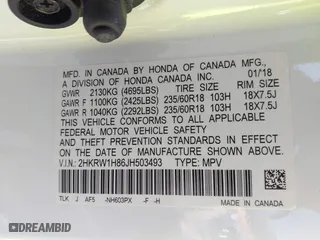 MFD. IN CANADA BY HONDA OF CANADA MFG.,
A DIVISION OF HONDA CANADA INC. 01/18
TIRE SIZE RIM SIZE
GVWR 2130KG (4695LBS)
GAWR F 1100KG (2425LBS) 235/60R18 103H 18X7.5J
GAWR R 1040KG (2292LBS) 235/60R18 103H 18X7.5J
THIS VEHICLE CONFORMS TO ALL APPLICABLE
FEDERAL MOTOR VEHICLE SAFETY AND THEFT
PREVENTION STANDARDS IN EFFECT ON THE DATE
OF MANUFACTURE SHOWN ABOVE.
V.I.N.: 2HKRW1H86JH503493 TYPE: MPV
TLK J AF5 -NH603PX -F -H
DREAMBID